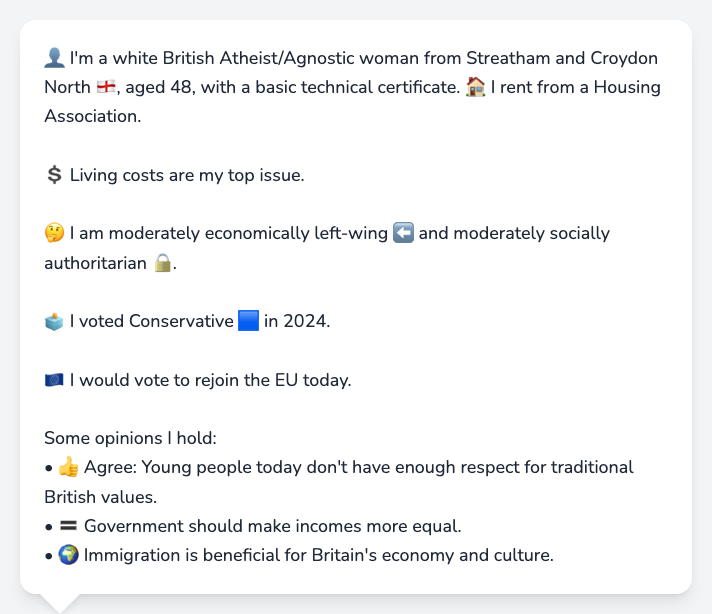 👤 I'm a white British Atheist/Agnostic woman from Streatham and Croydon
North 🏴󠁧󠁢󠁥󠁮󠁧󠁿, aged 48, with a basic technical certificate. 🏠 I rent from a Housing
Association.
💲 Living costs are my top issue.
🤔 I am moderately economically left-wing ⬅️ and moderately socially
authoritarian 🔒.
🗳️ I voted Conservative 🟦 in 2024.
🇪🇺 I would vote to rejoin the EU today.
Some opinions I hold:
• 👍 Agree: Young people today don't have enough respect for traditional
British values.
• 🟰 Government should make incomes more equal.
• 🌍 Immigration is beneficial for Britain's economy and culture.